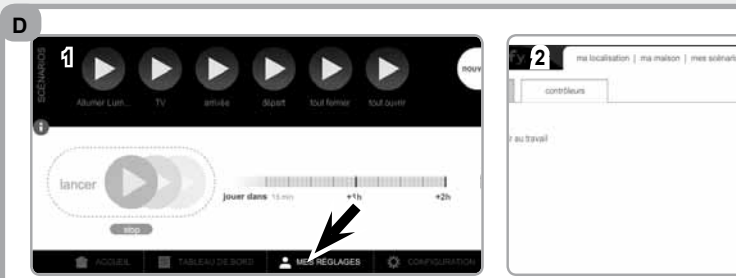 D
1
SCÉNARIOS
Allumer Lum...
TV
arrivée
départ
tout fermer
tout ouvrir
nouv
i
lancer
stop
jouer dans 15 min +1h +2h
ACCUEIL
TABLEAU DE BORD
MES RÉGLAGES
CONFIGURATION
2
fy
ma localisation | ma maison | mes scénario
contrôleurs
r au travail